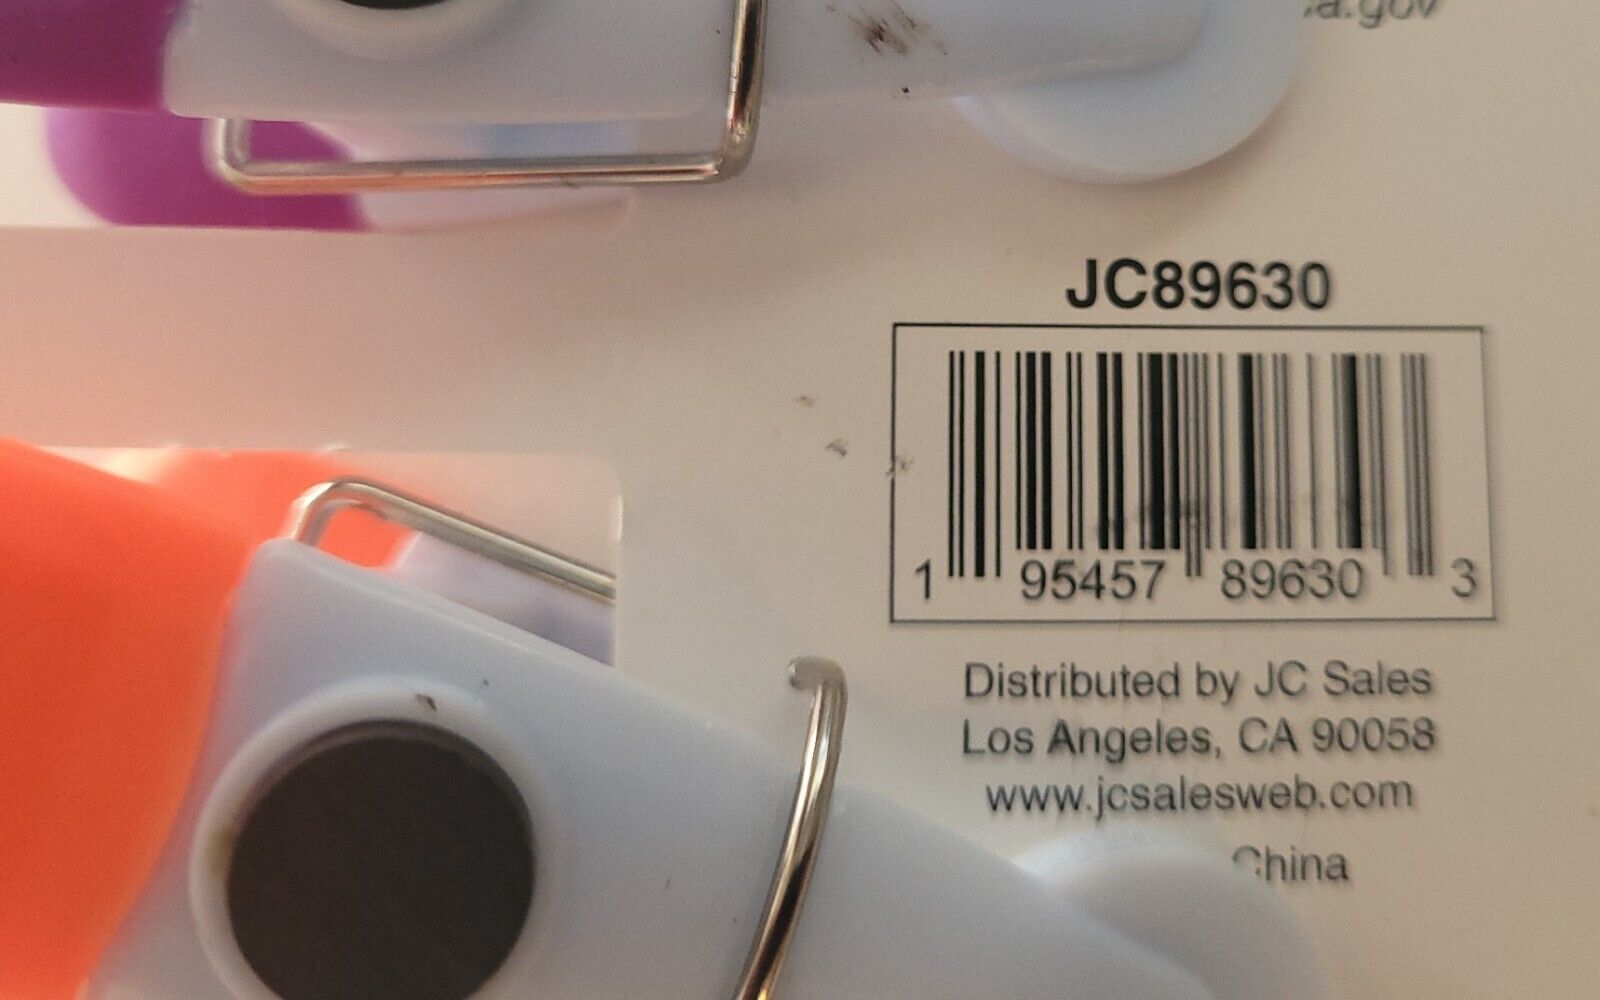 JC89630
1 95457 89630 3
Distributed by JC Sales
Los Angeles, CA 90058
www.jcsalesweb.com
China